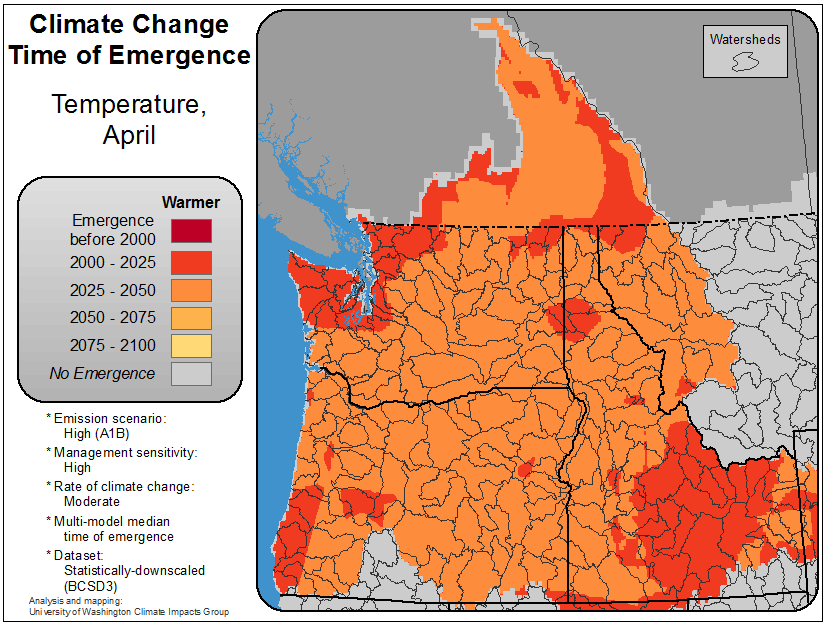 Climate Change
Time of Emergence
Temperature,
April
Warmer
Emergence
before 2000
2000 - 2025
2025 - 2050
2050 - 2075
2075 - 2100
No Emergence
* Emission scenario:
High (A1B)
* Management sensitivity:
High
* Rate of climate change:
Moderate
* Multi-model median
time of emergence
* Dataset:
Statistically-downscaled
(BCSD3)
Analysis and mapping:
University of Washington Climate Impacts Group
Watersheds